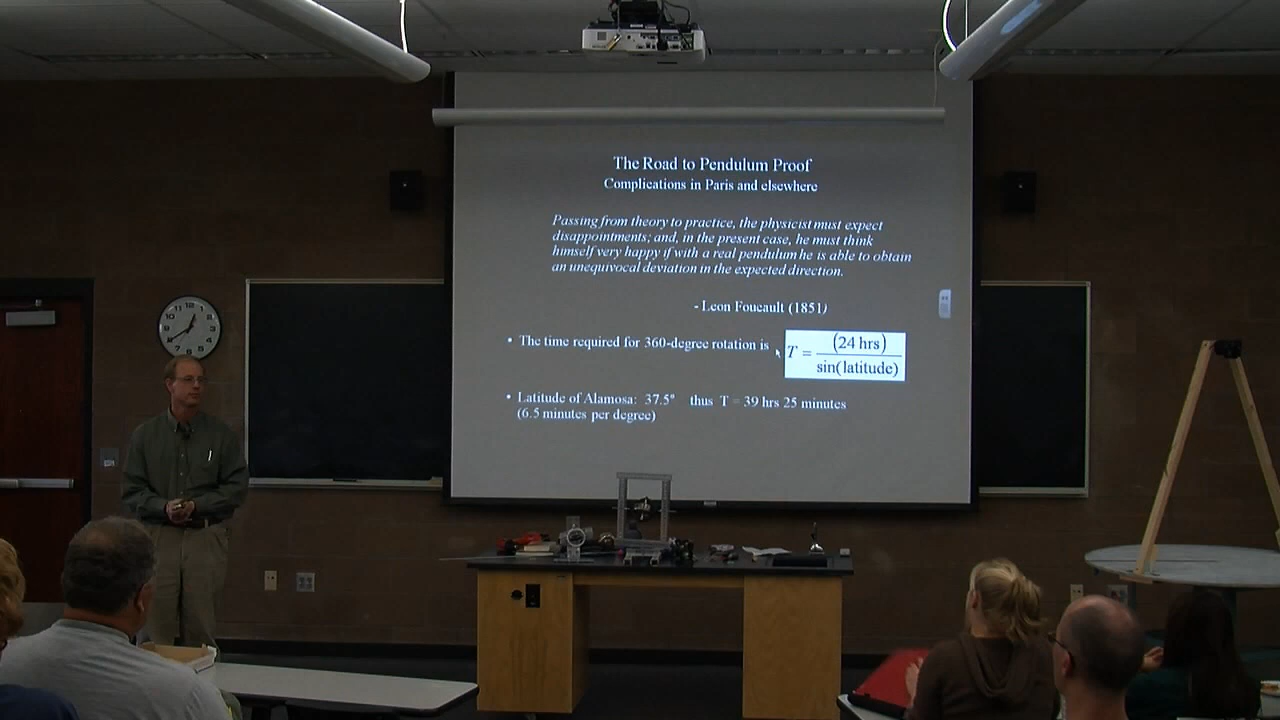 The Road to Pendulum Proof
Complications in Paris and elsewhere
Passing from theory to practice, the physicist must expect
disappointments; and, in the present case, he must think
himself very happy if with a real pendulum he is able to obtain
an unequivocal deviation in the expected direction.
- Leon Foucault (1851)
• The time required for 360-degree rotation is T = (24 hrs) / sin(latitude)
• Latitude of Alamosa: 37.5° thus T = 39 hrs 25 minutes
(6.5 minutes per degree)